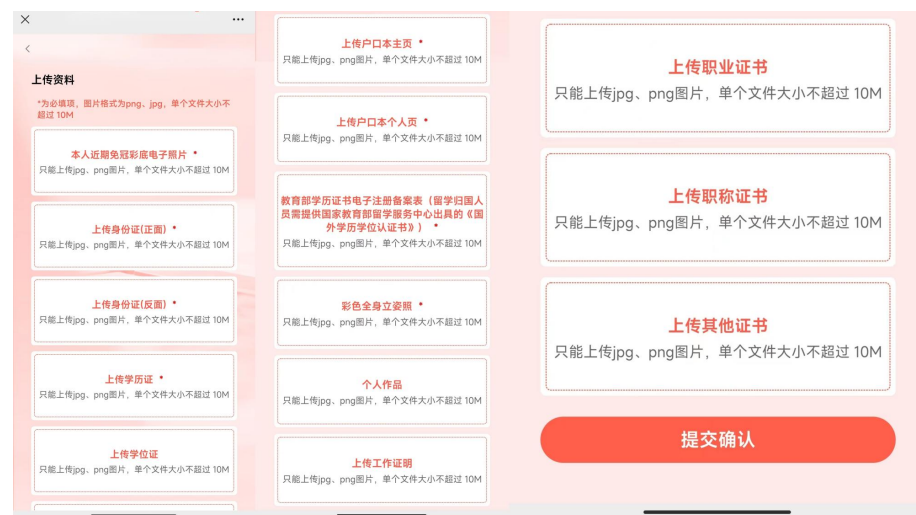 上传资料
*为必填项，图片格式为png、jpg，单个文件大小不
超过 10M
本人近期免冠彩底电子照片 *
只能上传jpg、png图片，单个文件大小不超过 10M
上传身份证(正面) *
只能上传jpg、png图片，单个文件大小不超过 10M
上传身份证(反面) *
只能上传jpg、png图片，单个文件大小不超过 10M
上传学历证 *
只能上传jpg、png图片，单个文件大小不超过 10M
上传学位证
只能上传jpg、png图片，单个文件大小不超过 10M
上传户口本主页 *
只能上传jpg、png图片，单个文件大小不超过 10M
上传户口本个人页 *
只能上传jpg、png图片，单个文件大小不超过 10M
教育部学历证书电子注册备案表（留学归国人
员需提供国家教育部留学服务中心出具的《国
外学历学位认证书》） *
只能上传jpg、png图片，单个文件大小不超过 10M
彩色全身立姿照 *
只能上传jpg、png图片，单个文件大小不超过 10M
个人作品
只能上传jpg、png图片，单个文件大小不超过 10M
上传工作证明
只能上传jpg、png图片，单个文件大小不超过 10M
上传职业证书
只能上传jpg、png图片，单个文件大小不超过 10M
上传职称证书
只能上传jpg、png图片，单个文件大小不超过 10M
上传其他证书
只能上传jpg、png图片，单个文件大小不超过 10M
提交确认